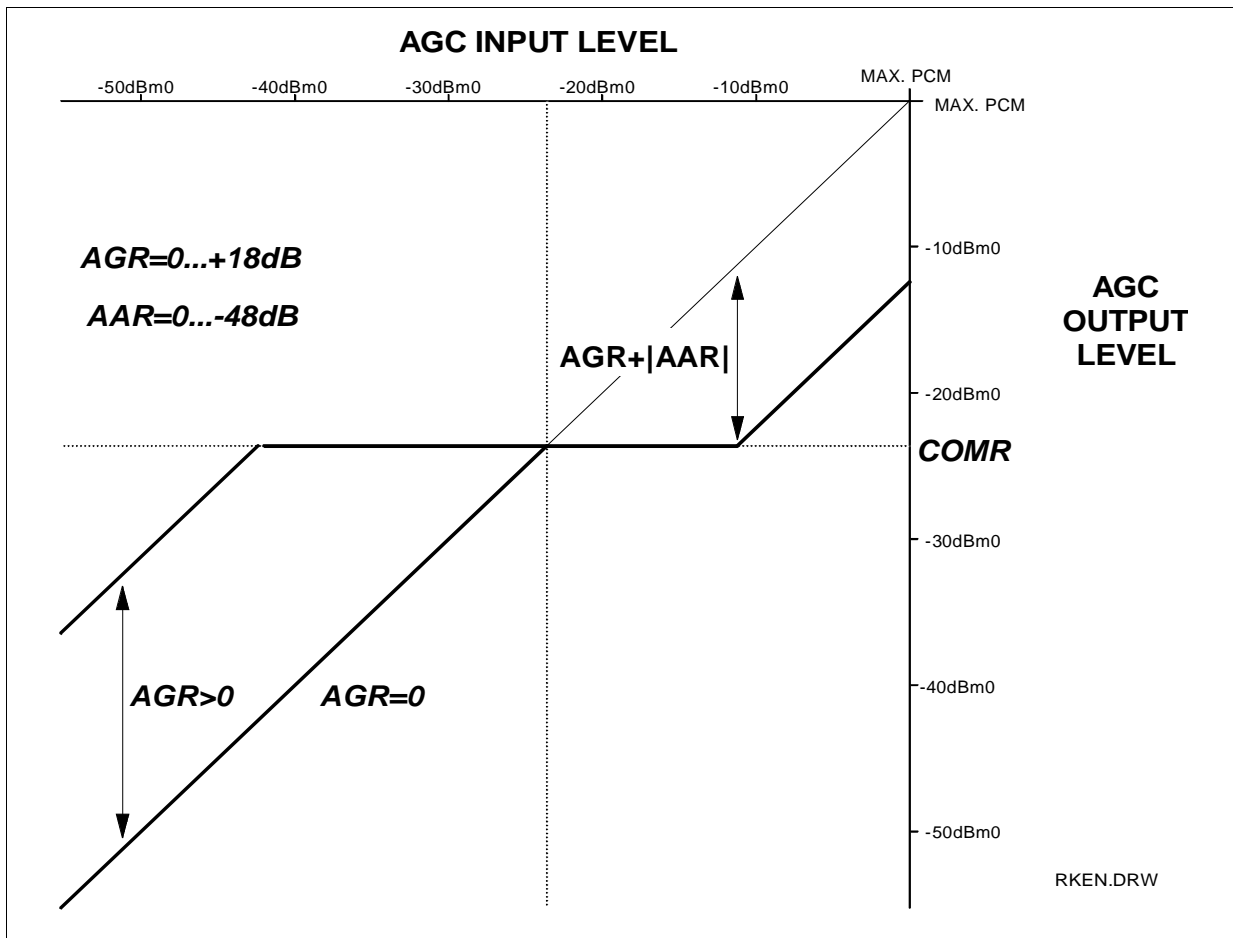 AGC INPUT LEVEL
MAX. PCM
-50dBm0 -40dBm0 -30dBm0 -20dBm0 -10dBm0
MAX. PCM
-10dBm0
AGR=0...+18dB
AAR=0...-48dB
AGC
OUTPUT
LEVEL
AGR+|AAR|
-20dBm0
COMR
-30dBm0
-40dBm0
AGR>0
AGR=0
-50dBm0
RKEN.DRW